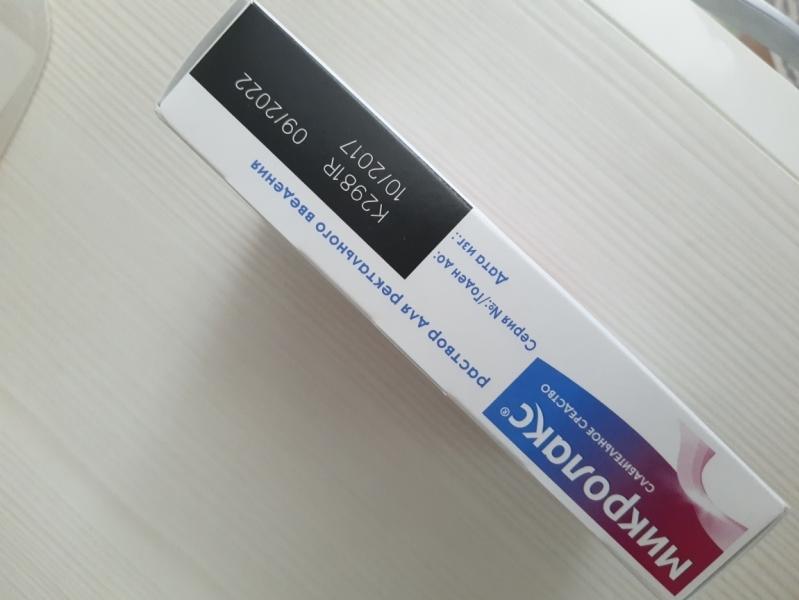 микролакс®
СЛАБИТЕЛЬНОЕ СРЕДСТВО
раствор для ректального введения
Серия №:/Годен до:
Дата изг.:
K2981R 09/2022
10/2017